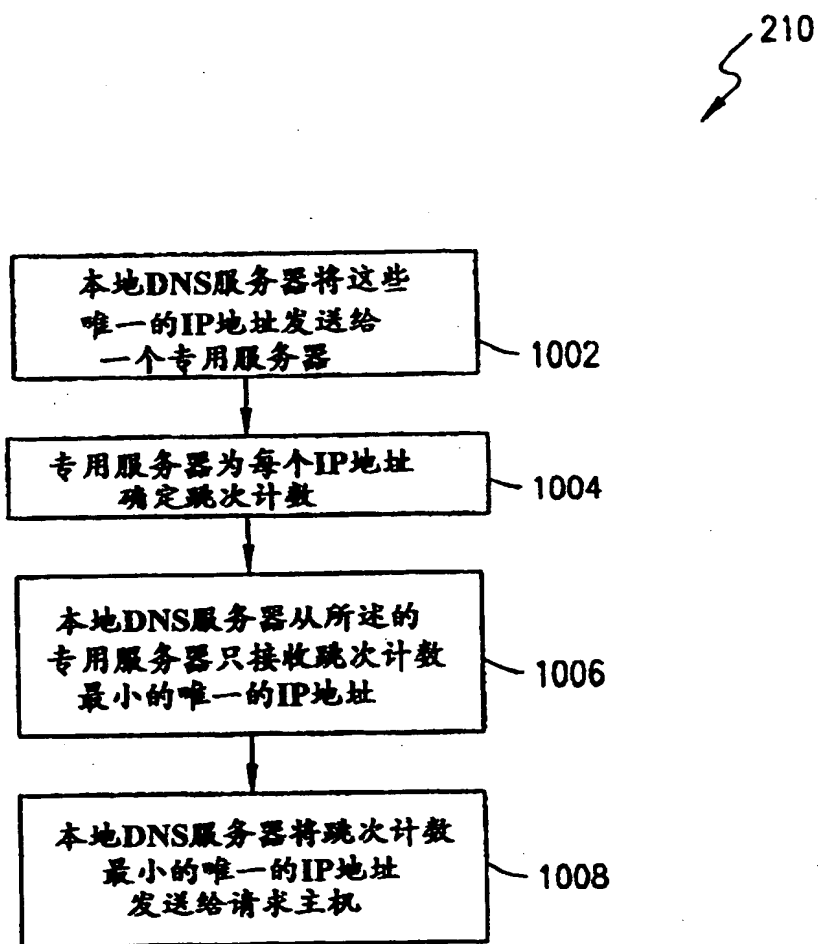 210
本地DNS服务器将这些
唯一的IP地址发送给
一个专用服务器
1002
专用服务器为每个IP地址
确定跳次计数
1004
本地DNS服务器从所述的
专用服务器只接收跳次计数
最小的唯一的IP地址
1006
本地DNS服务器将跳次计数
最小的唯一的IP地址
发送给请求主机
1008